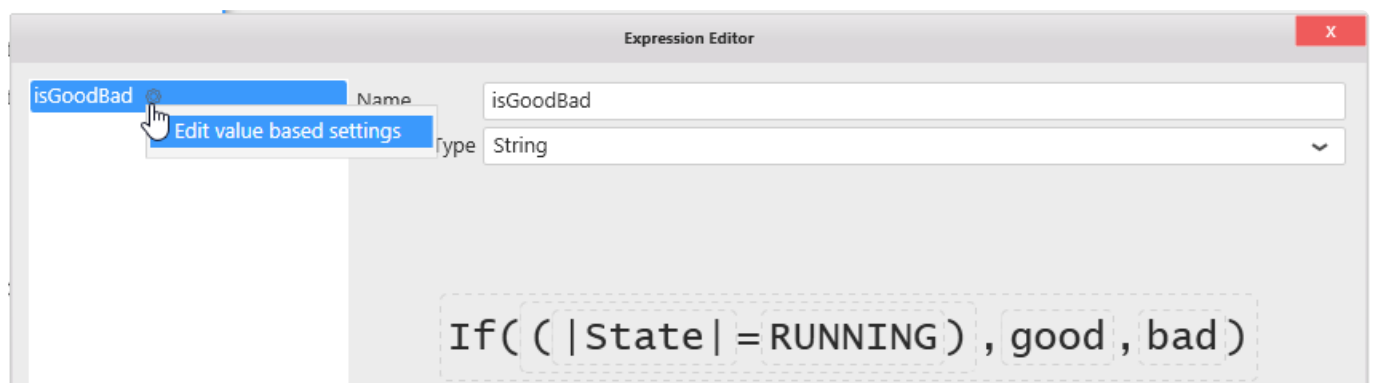 Expression Editor
X
isGoodBad
Name
isGoodBad
Edit value based settings
Type
String
If((|State|=RUNNING),good,bad)